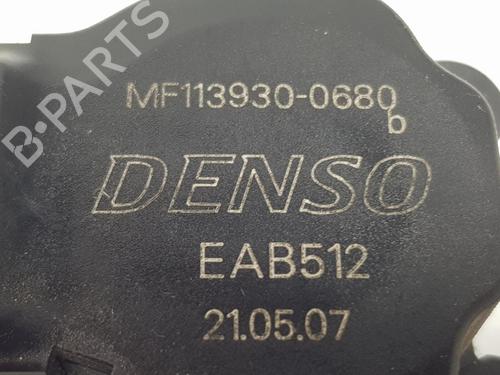 MF113930-0680
b
DENSO
EAB512
21.05.07
B-PARTS